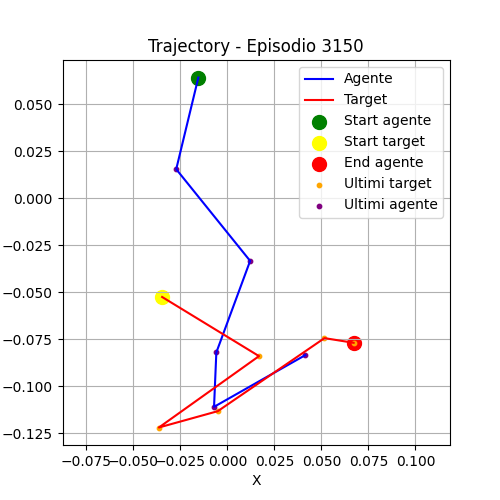 Trajectory - Episodio 3150
Agente
Target
Start agente
Start target
End agente
Ultimi target
Ultimi agente
0.050
0.025
0.000
−0.025
−0.050
−0.075
−0.100
−0.125
−0.075 −0.050 −0.025 0.000 0.025 0.050 0.075 0.100
X